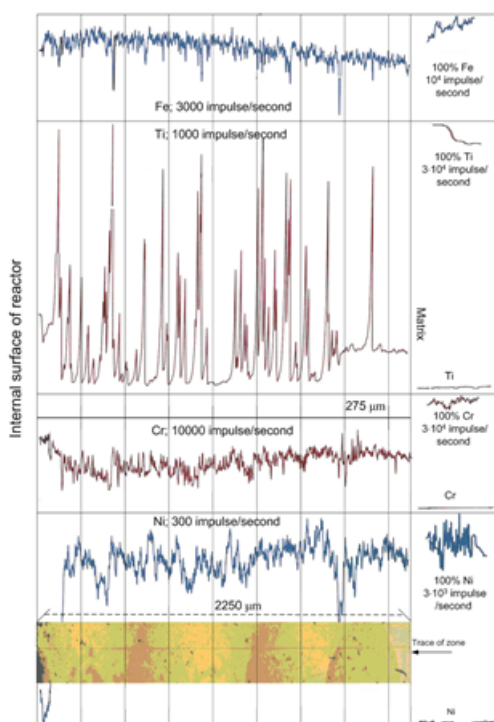 100% Fe
10⁴ impulse/
second
Fe; 3000 impulse/second
Ti; 1000 impulse/second
100% Ti
3·10⁴ impulse/
second
Internal surface of reactor
Matrix
Ti
275 μm
100% Cr
3·10⁴ impulse/
second
Cr; 10000 impulse/second
Cr
Ni; 300 impulse/second
100% Ni
3·10³ impulse
/second
2250 μm
Trace of zone
Ni